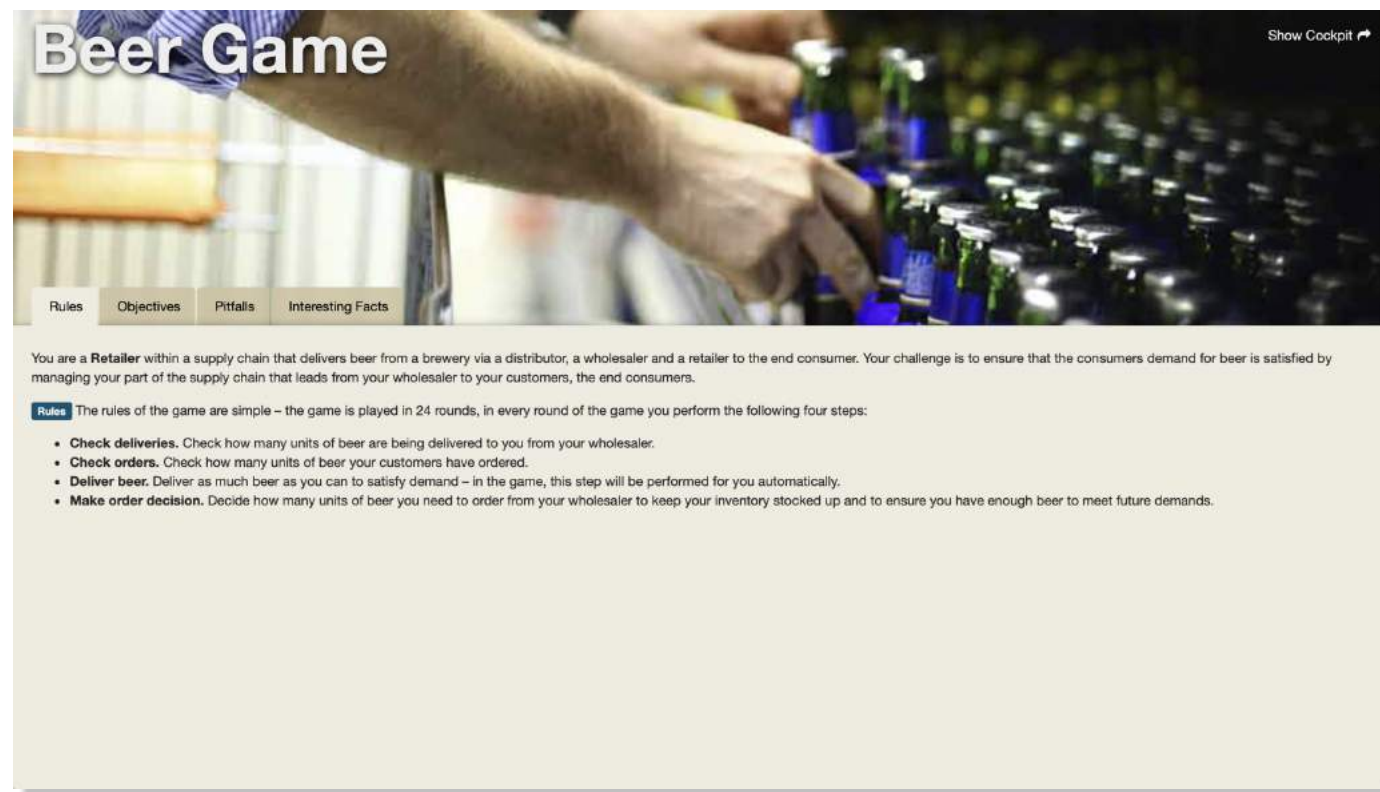 Beer Game
Show Cockpit
Rules
Objectives
Pitfalls
Interesting Facts
You are a Retailer within a supply chain that delivers beer from a brewery via a distributor, a wholesaler and a retailer to the end consumer. Your challenge is to ensure that the consumers demand for beer is satisfied by
managing your part of the supply chain that leads from your wholesaler to your customers, the end consumers.
Rules The rules of the game are simple – the game is played in 24 rounds, in every round of the game you perform the following four steps:
• Check deliveries. Check how many units of beer are being delivered to you from your wholesaler.
• Check orders. Check how many units of beer your customers have ordered.
• Deliver beer. Deliver as much beer as you can to satisfy demand – in the game, this step will be performed for you automatically.
• Make order decision. Decide how many units of beer you need to order from your wholesaler to keep your inventory stocked up and to ensure you have enough beer to meet future demands.